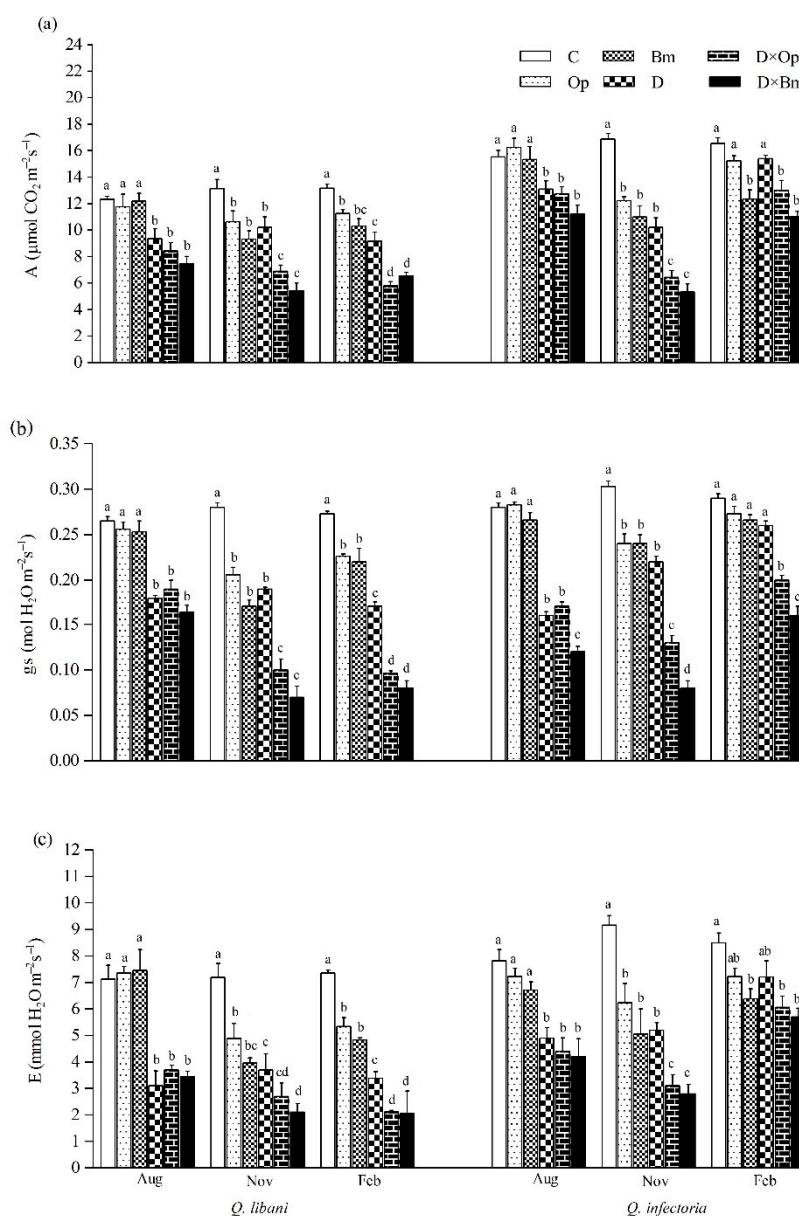 (a)
24
22
20
18
16
14
12
10
8
6
4
2
0
A (μmol CO₂ m⁻²s⁻¹)
C Bm D×Op
Op D D×Bm
a a a b b b
a b b b c c
a b bc c d d
a a a b b b
a b b b c c
a a b a b b
(b)
0.35
0.30
0.25
0.20
0.15
0.10
0.05
0.00
gs (mol H₂O m⁻²s⁻¹)
a a a b b b
a b b b c c
a b b c d d
a a a b b c
a b b b c d
a a a a b c
(c)
12
11
10
9
8
7
6
5
4
3
2
1
0
E (mmol H₂O m⁻²s⁻¹)
a a a b b b
a b bc c cd d
a b b c d d
a a a b b b
a b b b c c
a ab b ab b b
Aug Nov Feb Aug Nov Feb
Q. libani Q. infectoria